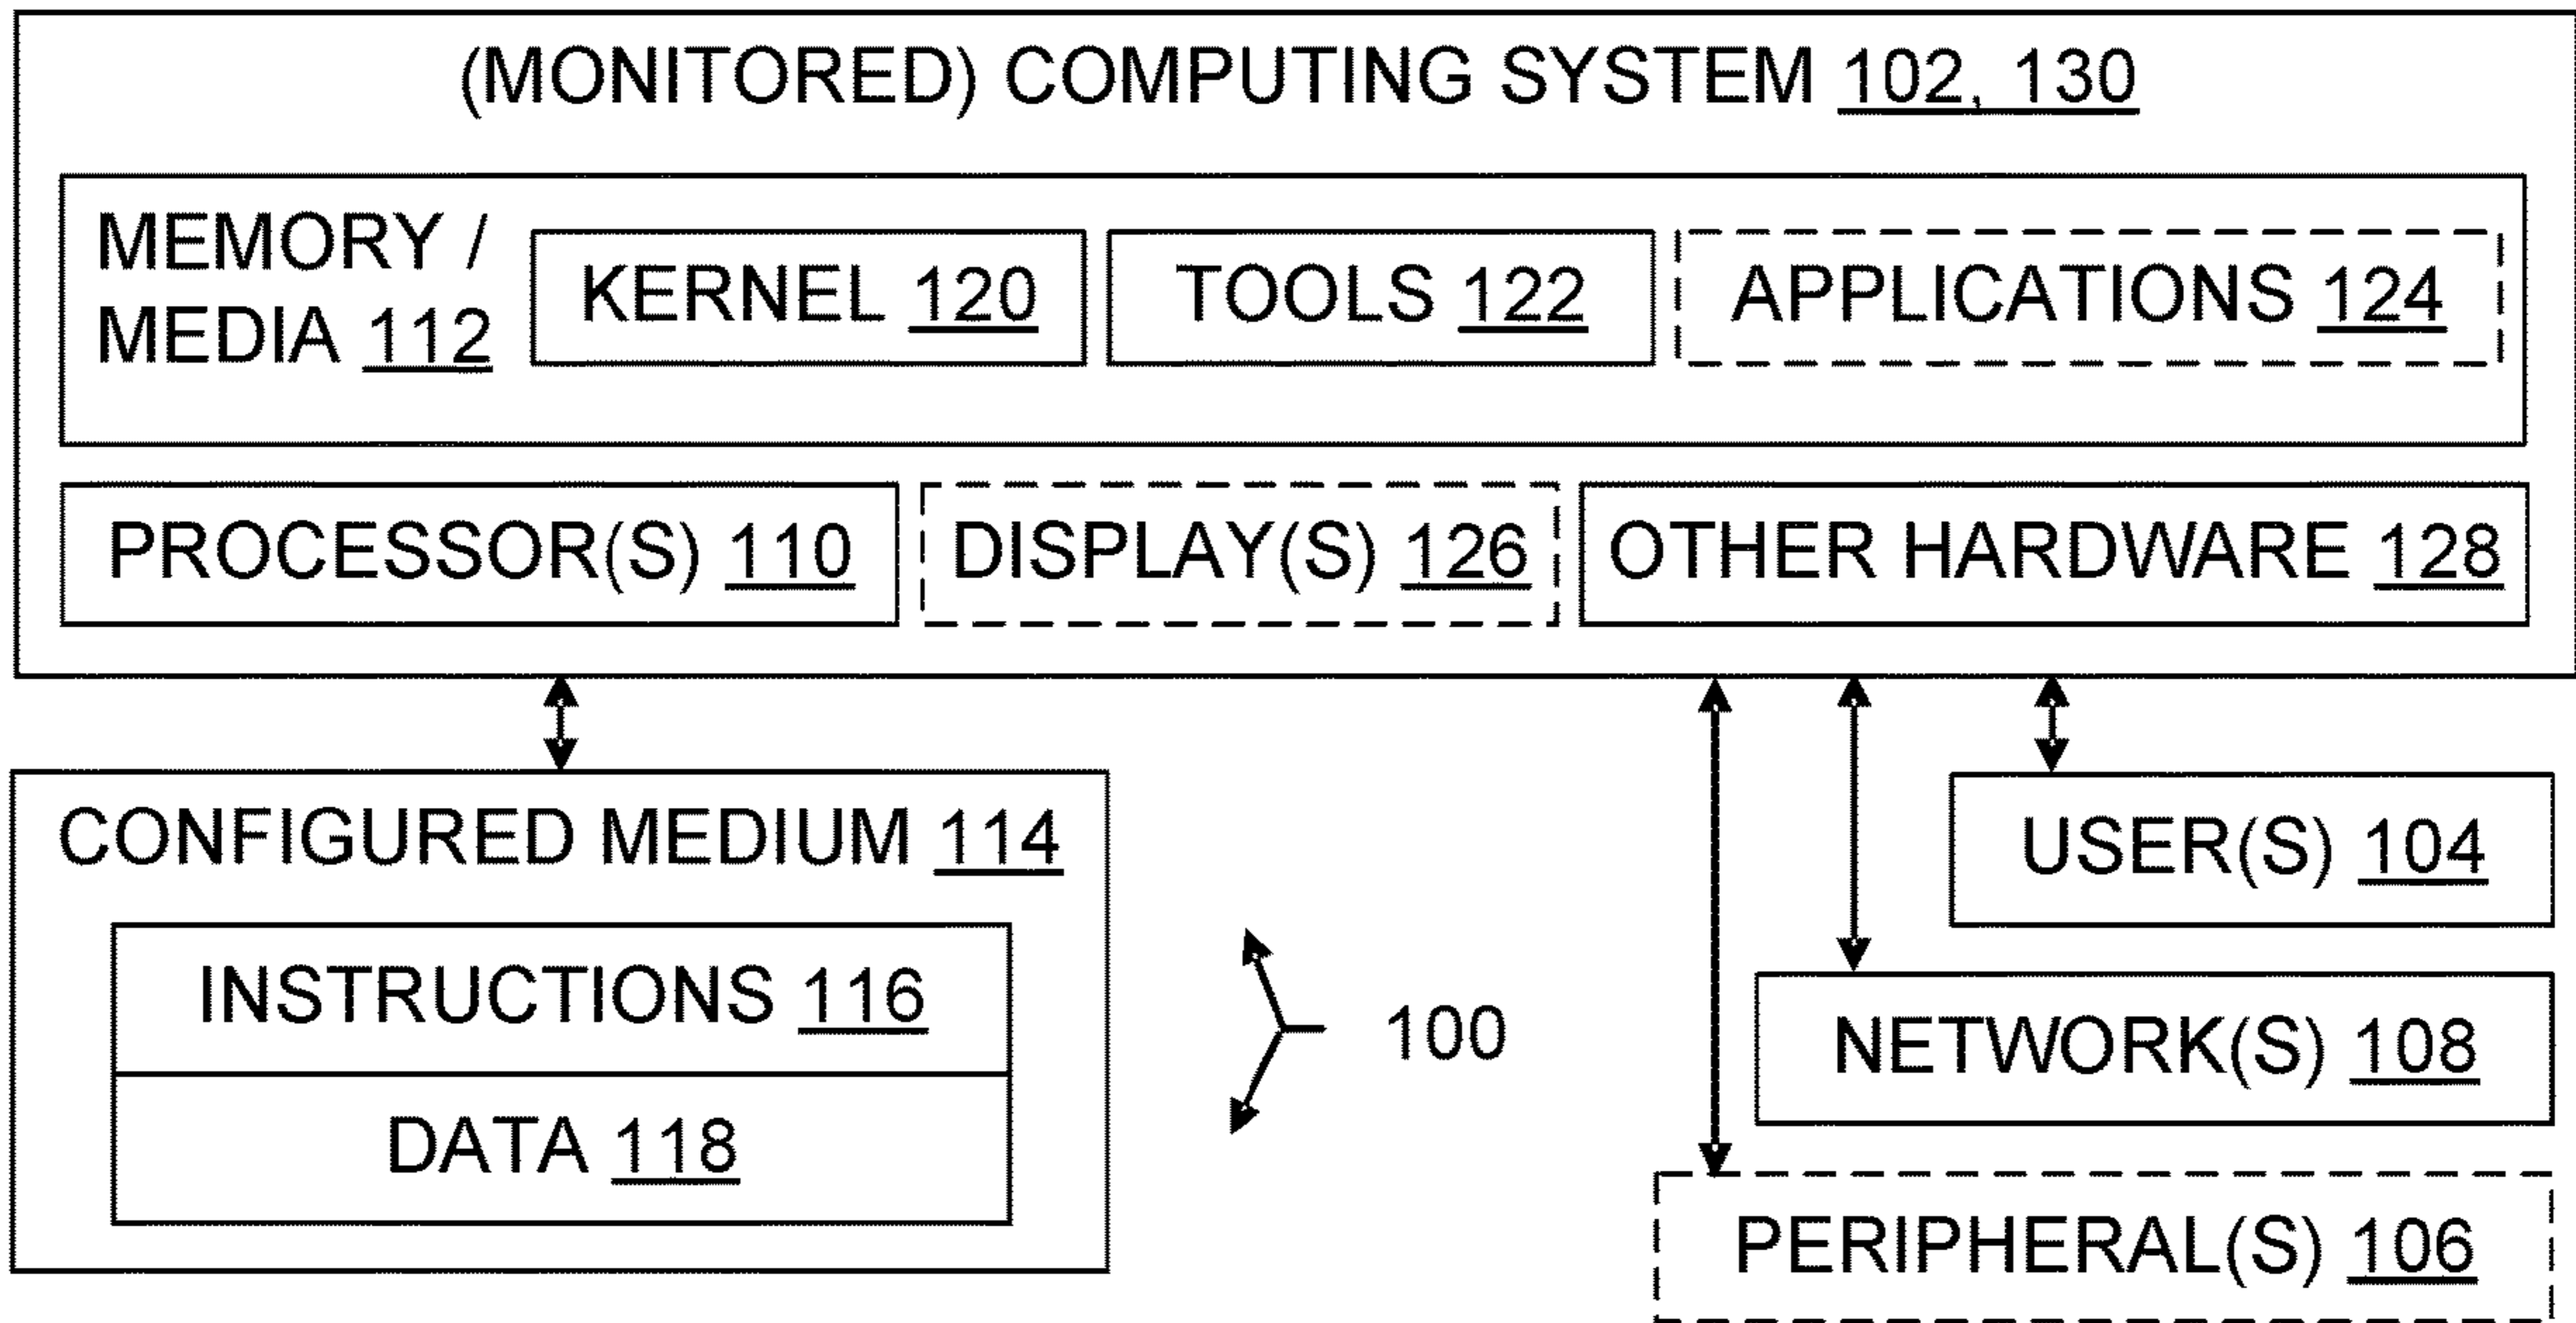 (MONITORED) COMPUTING SYSTEM 102, 130
MEMORY /
MEDIA 112
KERNEL 120
TOOLS 122
APPLICATIONS 124
PROCESSOR(S) 110
DISPLAY(S) 126
OTHER HARDWARE 128
CONFIGURED MEDIUM 114
INSTRUCTIONS 116
DATA 118
100
USER(S) 104
NETWORK(S) 108
PERIPHERAL(S) 106